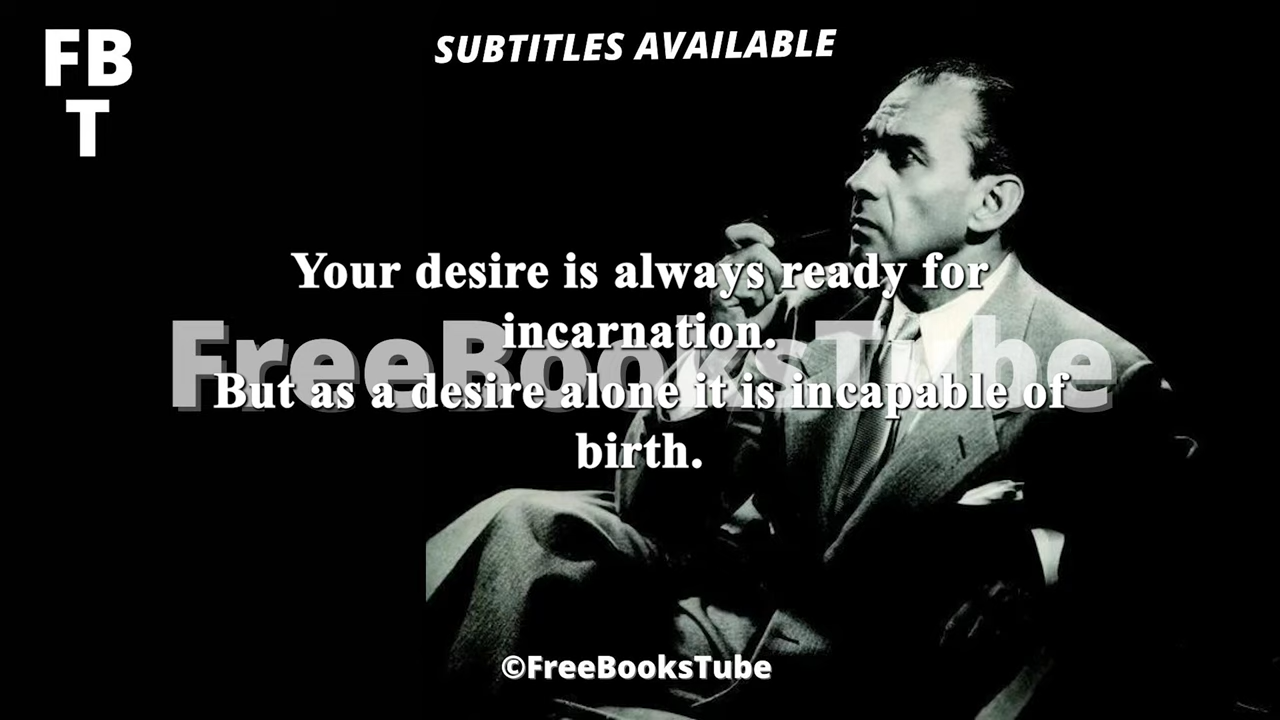 FB
T
SUBTITLES AVAILABLE
Your desire is always ready for
incarnation.
FreeBooksTube
But as a desire alone it is incapable of
birth.
©FreeBooksTube